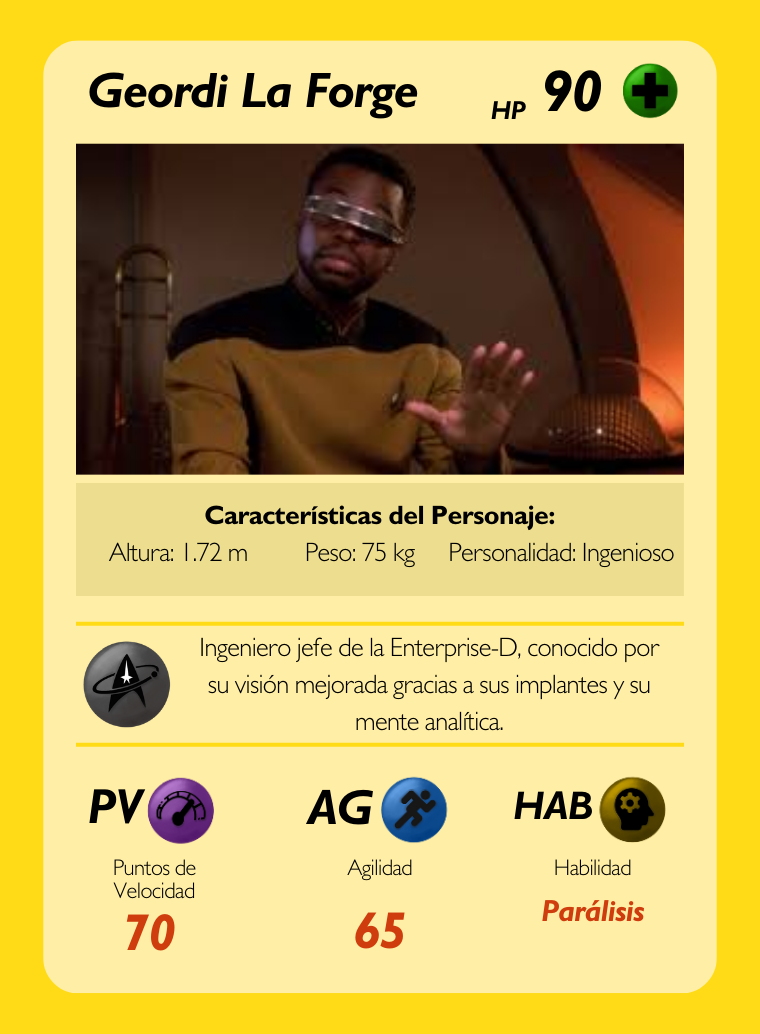 Geordi La Forge HP 90
Características del Personaje:
Altura: 1.72 m Peso: 75 kg Personalidad: Ingenioso
Ingeniero jefe de la Enterprise-D, conocido por
su visión mejorada gracias a sus implantes y su
mente analítica.
PV AG HAB
Puntos de
Velocidad
Agilidad
Habilidad
70
65
Parálisis